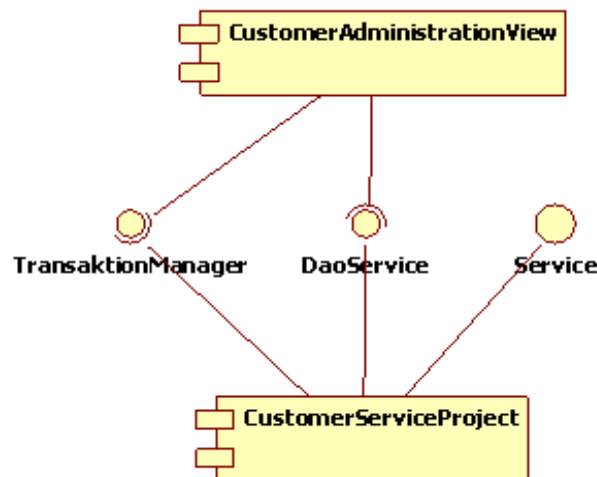 CustomerAdministrationView
TransaktionManager
DaoService
Service
CustomerServiceProject